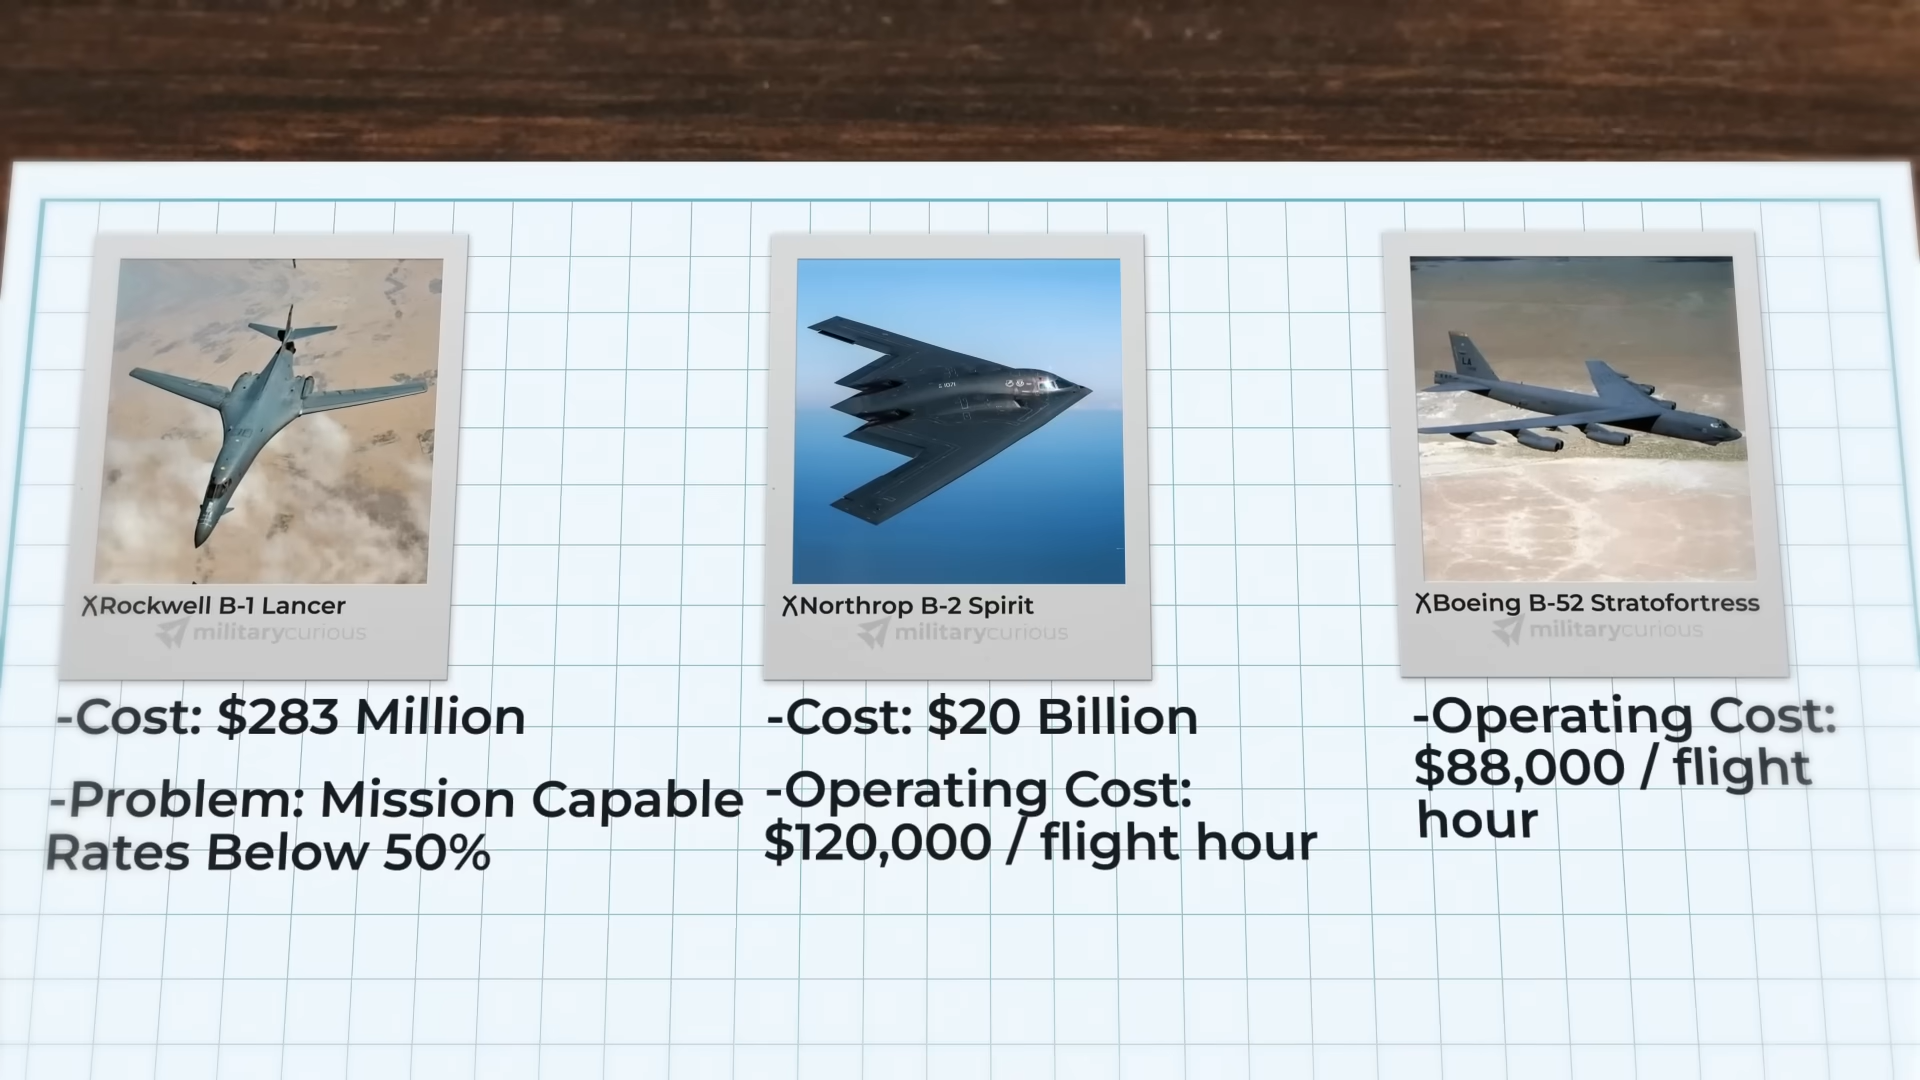 Rockwell B-1 Lancer
militarycurious
-Cost: $283 Million
-Problem: Mission Capable
Rates Below 50%
Northrop B-2 Spirit
militarycurious
-Cost: $20 Billion
-Operating Cost:
$120,000 / flight hour
Boeing B-52 Stratofortress
militarycurious
-Operating Cost:
$88,000 / flight
hour